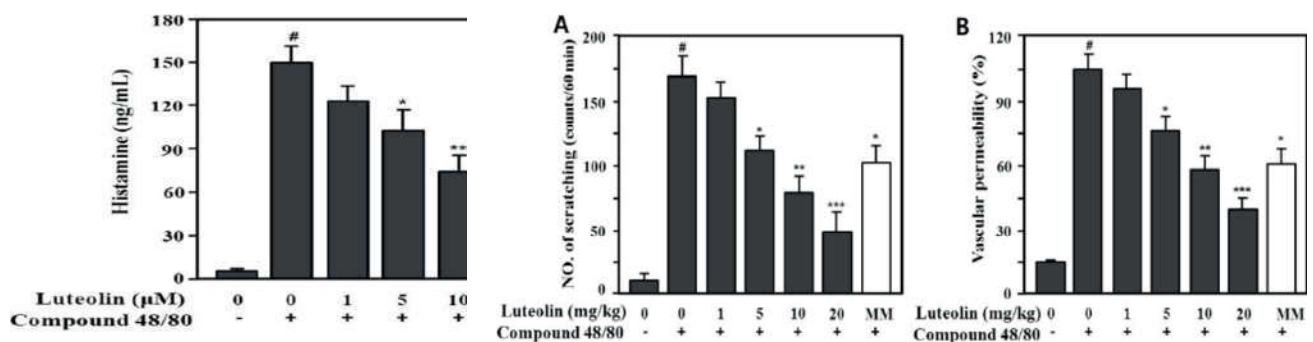 Histamine (ng/mL)
180
150
120
90
60
30
0
#
*
**
Luteolin (µM) 0 0 1 5 10
Compound 48/80 - + + + +
A
NO. of scratching (counts/60 min)
200
150
100
50
0
#
*
**
***
*
Luteolin (mg/kg) 0 0 1 5 10 20 MM
Compound 48/80 - + + + + + +
B
Vascular permeability (%)
120
90
60
30
0
#
*
**
***
*
Luteolin (mg/kg) 0 0 1 5 10 20 MM
Compound 48/80 - + + + + + +